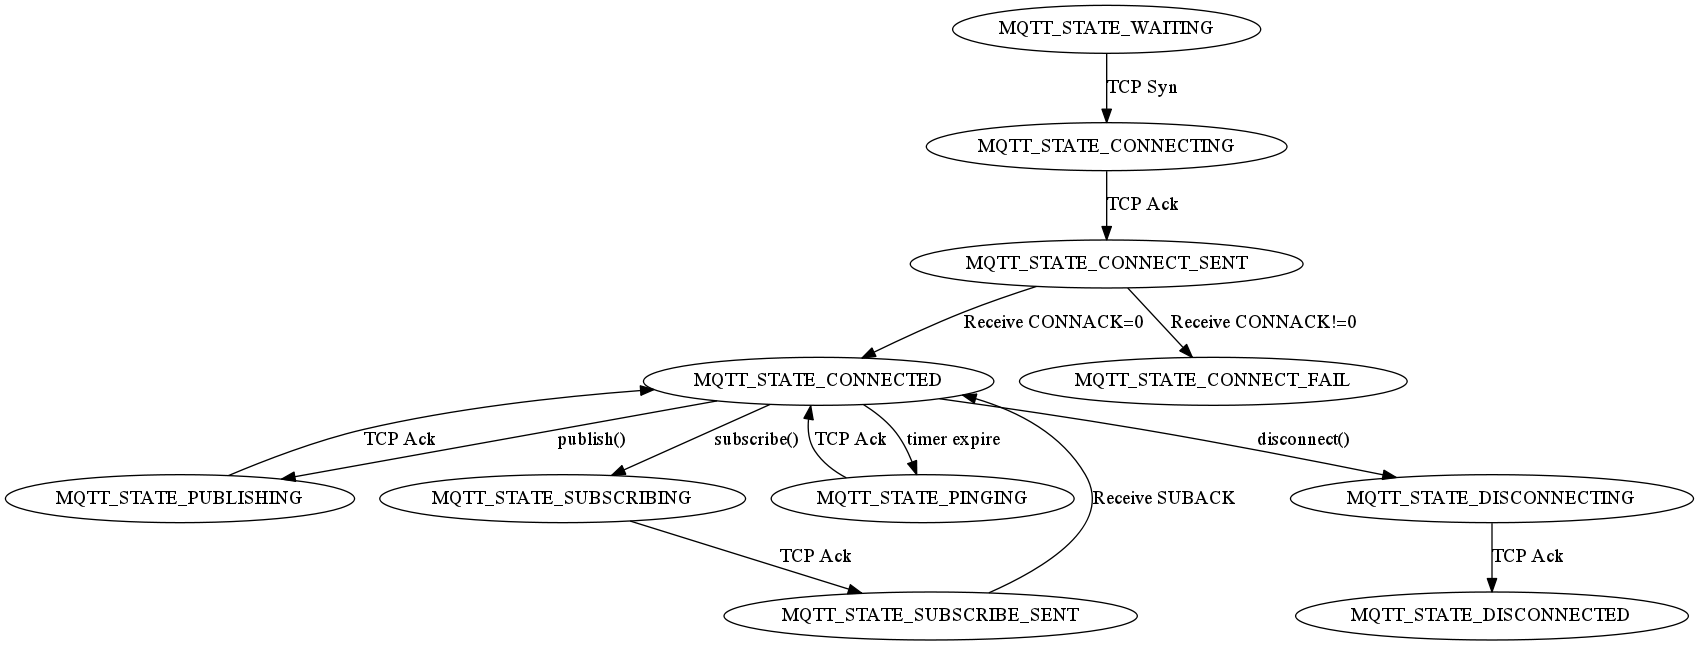 MQTT_STATE_WAITING
TCP Syn
MQTT_STATE_CONNECTING
TCP Ack
MQTT_STATE_CONNECT_SENT
Receive CONNACK=0
Receive CONNACK!=0
MQTT_STATE_CONNECTED
MQTT_STATE_CONNECT_FAIL
TCP Ack
publish()
subscribe()
TCP Ack
timer expire
disconnect()
MQTT_STATE_PUBLISHING
MQTT_STATE_SUBSCRIBING
MQTT_STATE_PINGING
Receive SUBACK
MQTT_STATE_DISCONNECTING
TCP Ack
TCP Ack
MQTT_STATE_SUBSCRIBE_SENT
MQTT_STATE_DISCONNECTED